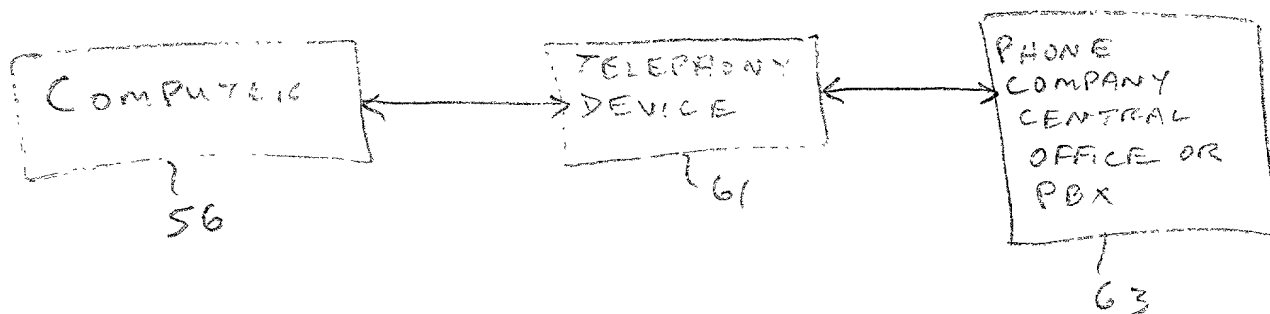 COMPUTER
TELEPHONY
DEVICE
PHONE
COMPANY
CENTRAL
OFFICE OR
PBX
56
61
63